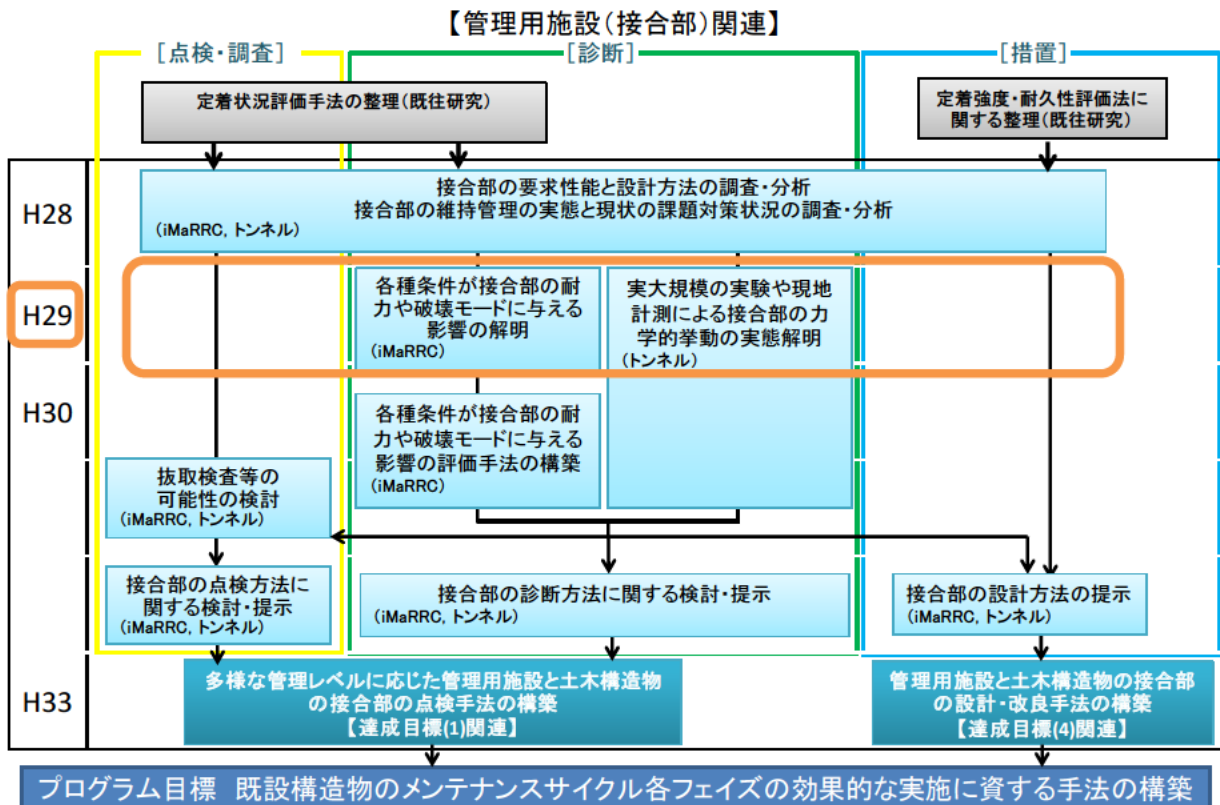 【管理用施設(接合部)関連】
[点検・調査]
[診断]
[措置]
定着状況評価手法の整理(既往研究)
定着強度・耐久性評価法に
関する整理(既往研究)
H28
接合部の要求性能と設計方法の調査・分析
接合部の維持管理の実態と現状の課題対策状況の調査・分析
(iMaRRC, トンネル)
H29
各種条件が接合部の耐
力や破壊モードに与える
影響の解明
(iMaRRC)
実大規模の実験や現地
計測による接合部の力
学的挙動の実態解明
(トンネル)
H30
各種条件が接合部の耐
力や破壊モードに与える
影響の評価手法の構築
(iMaRRC)
抜取検査等の
可能性の検討
(iMaRRC, トンネル)
接合部の点検方法に
関する検討・提示
(iMaRRC, トンネル)
接合部の診断方法に関する検討・提示
(iMaRRC, トンネル)
接合部の設計方法の提示
(iMaRRC, トンネル)
H33
多様な管理レベルに応じた管理用施設と土木構造物
の接合部の点検手法の構築
【達成目標(1)関連】
管理用施設と土木構造物の接合部
の設計・改良手法の構築
【達成目標(4)関連】
プログラム目標 既設構造物のメンテナンスサイクル各フェイズの効果的な実施に資する手法の構築